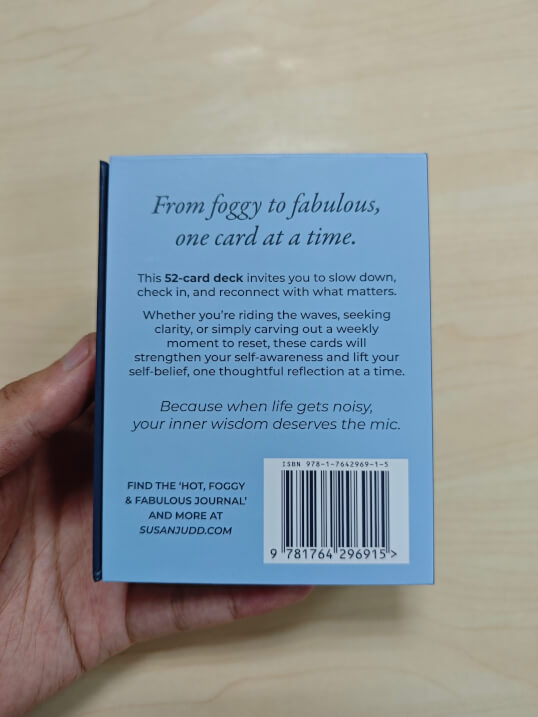 From foggy to fabulous,
one card at a time.
This 52-card deck invites you to slow down,
check in, and reconnect with what matters.
Whether you're riding the waves, seeking
clarity, or simply carving out a weekly
moment to reset, these cards will
strengthen your self-awareness and lift your
self-belief, one thoughtful reflection at a time.
Because when life gets noisy,
your inner wisdom deserves the mic.
FIND THE 'HOT, FOGGY
& FABULOUS JOURNAL'
AND MORE AT
SUSANJUDD.COM
ISBN 978-1-7642969-1-5
9 781764 296915 >